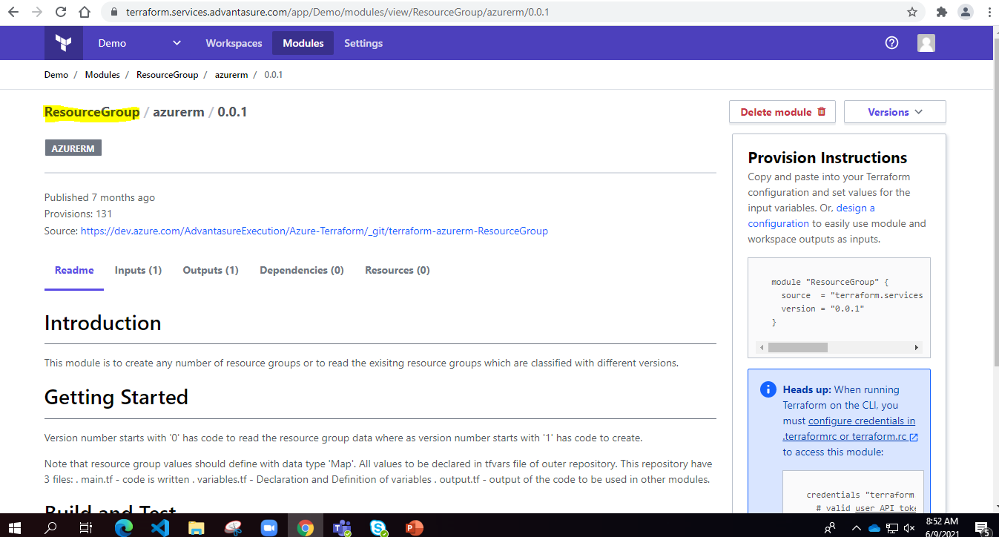 terraform.services.advantasure.com/app/Demo/modules/view/ResourceGroup/azurerm/0.0.1
Demo Workspaces Modules Settings
Demo / Modules / ResourceGroup / azurerm / 0.0.1
ResourceGroup / azurerm / 0.0.1
Delete module Versions
AZURERM
Published 7 months ago
Provisions: 131
Source: https://dev.azure.com/AdvantasureExecution/Azure-Terraform/_git/terraform-azurerm-ResourceGroup
Readme Inputs (1) Outputs (1) Dependencies (0) Resources (0)
Introduction
This module is to create any number of resource groups or to read the exisitng resource groups which are classified with different versions.
Getting Started
Version number starts with '0' has code to read the resource group data where as version number starts with '1' has code to create.
Note that resource group values should define with data type 'Map'. All values to be declared in tfvars file of outer repository. This repository have
3 files: . main.tf - code is written . variables.tf - Declaration and Definition of variables . output.tf - output of the code to be used in other modules.
Build and Test
Provision Instructions
Copy and paste into your Terraform
configuration and set values for the
input variables. Or, design a
configuration to easily use module and
workspace outputs as inputs.
module "ResourceGroup" {
source = "terraform.services
version = "0.0.1"
}
Heads up: When running
Terraform on the CLI, you
must configure credentials in
.terraformrc or terraform.rc
to access this module:
credentials "terraform
# valid user API toke
8:52 AM
6/9/2021
5